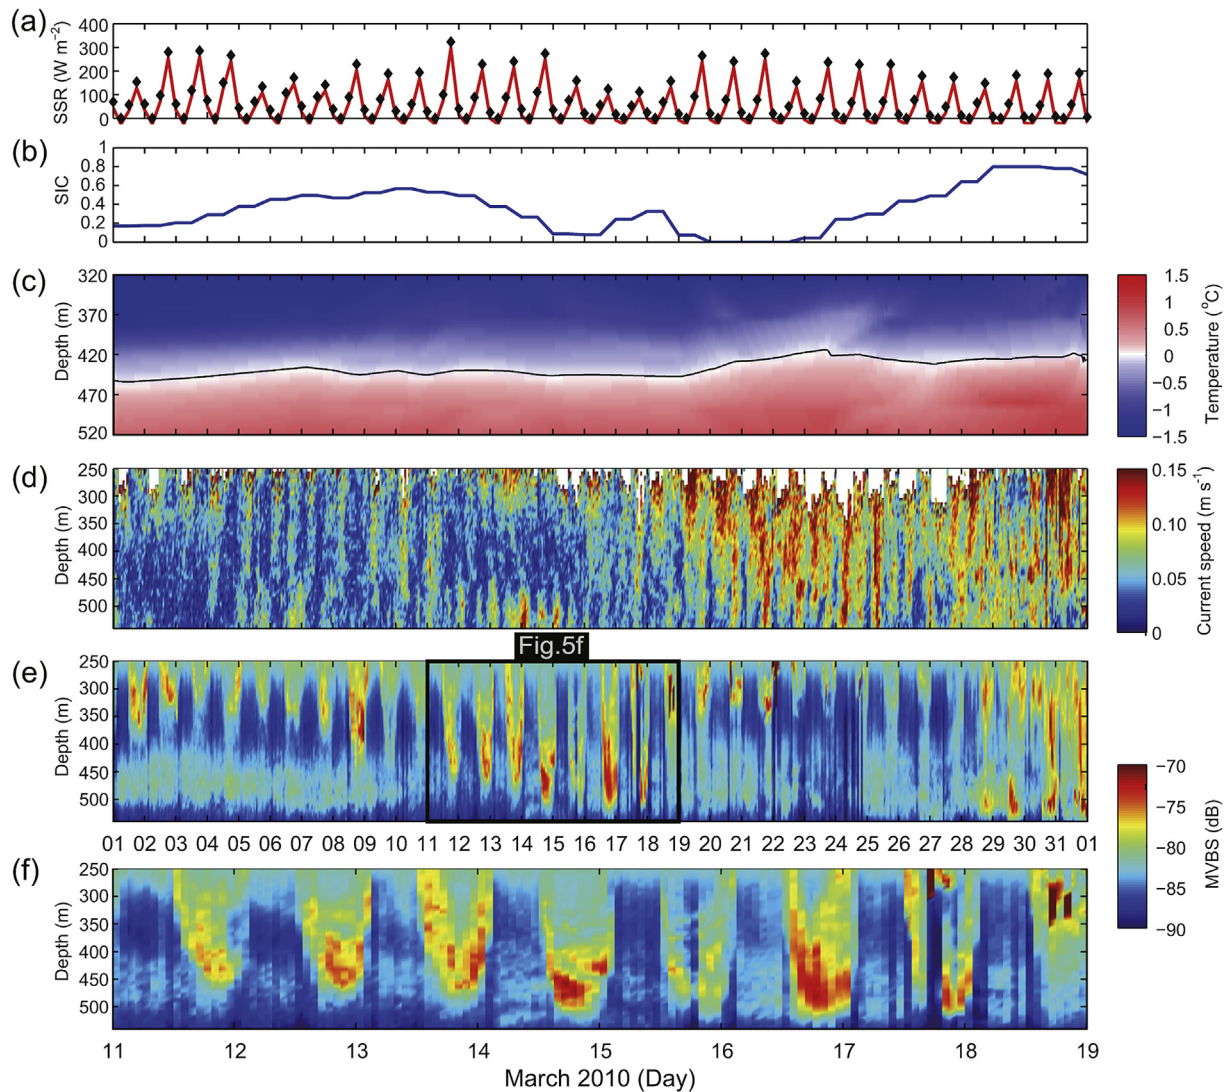 (a)
SSR (W m⁻²)
400
300
200
100
0
(b)
SIC
1
0.8
0.6
0.4
0.2
0
(c)
Depth (m)
320
370
420
470
520
1.5
1
0.5
0
−0.5
−1
−1.5
Temperature (°C)
(d)
Depth (m)
250
300
350
400
450
500
0.15
0.10
0.05
0
Current speed (m s⁻¹)
Fig.5f
(e)
Depth (m)
250
300
350
400
450
500
01 02 03 04 05 06 07 08 09 10 11 12 13 14 15 16 17 18 19 20 21 22 23 24 25 26 27 28 29 30 31 01
−70
−75
−80
−85
−90
MVBS (dB)
(f)
Depth (m)
250
300
350
400
450
500
11 12 13 14 15 16 17 18 19
March 2010 (Day)